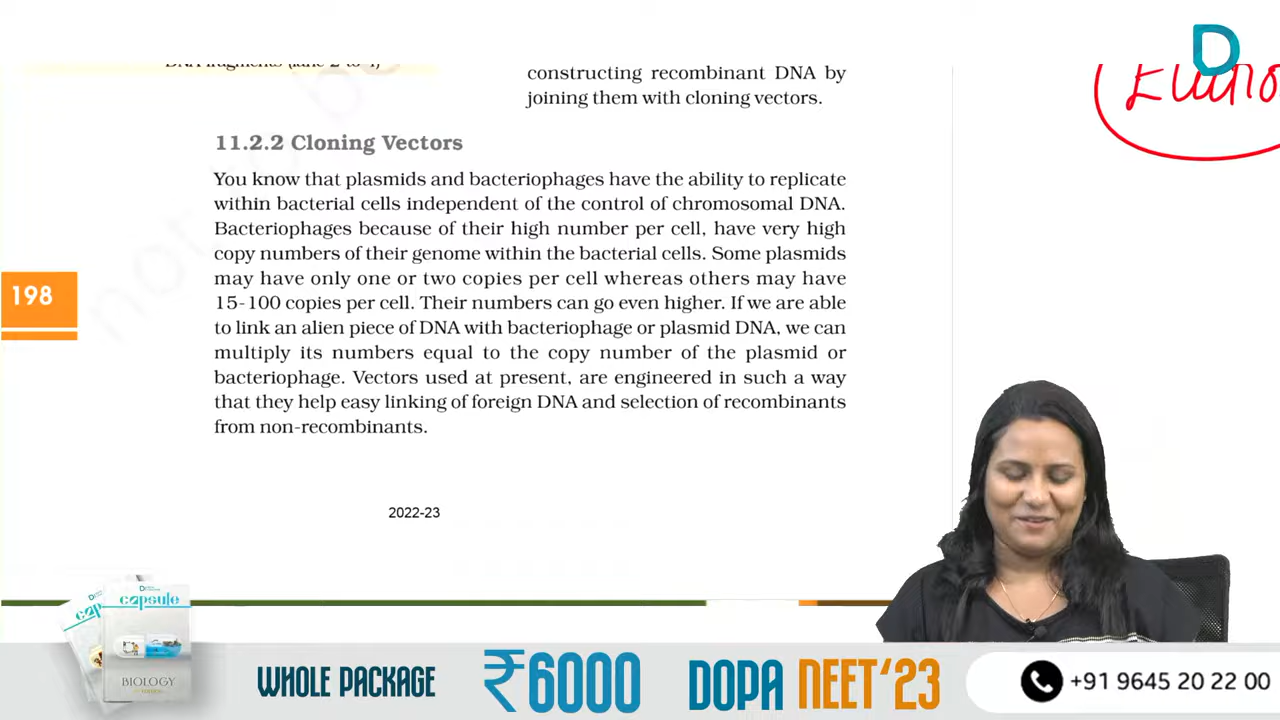 constructing recombinant DNA by
joining them with cloning vectors.
11.2.2 Cloning Vectors
You know that plasmids and bacteriophages have the ability to replicate
within bacterial cells independent of the control of chromosomal DNA.
Bacteriophages because of their high number per cell, have very high
copy numbers of their genome within the bacterial cells. Some plasmids
may have only one or two copies per cell whereas others may have
15-100 copies per cell. Their numbers can go even higher. If we are able
to link an alien piece of DNA with bacteriophage or plasmid DNA, we can
multiply its numbers equal to the copy number of the plasmid or
bacteriophage. Vectors used at present, are engineered in such a way
that they help easy linking of foreign DNA and selection of recombinants
from non-recombinants.
198
2022-23
capsule
BIOLOGY
WHOLE PACKAGE
₹6000
DOPA NEET‘23
+91 9645 20 22 00